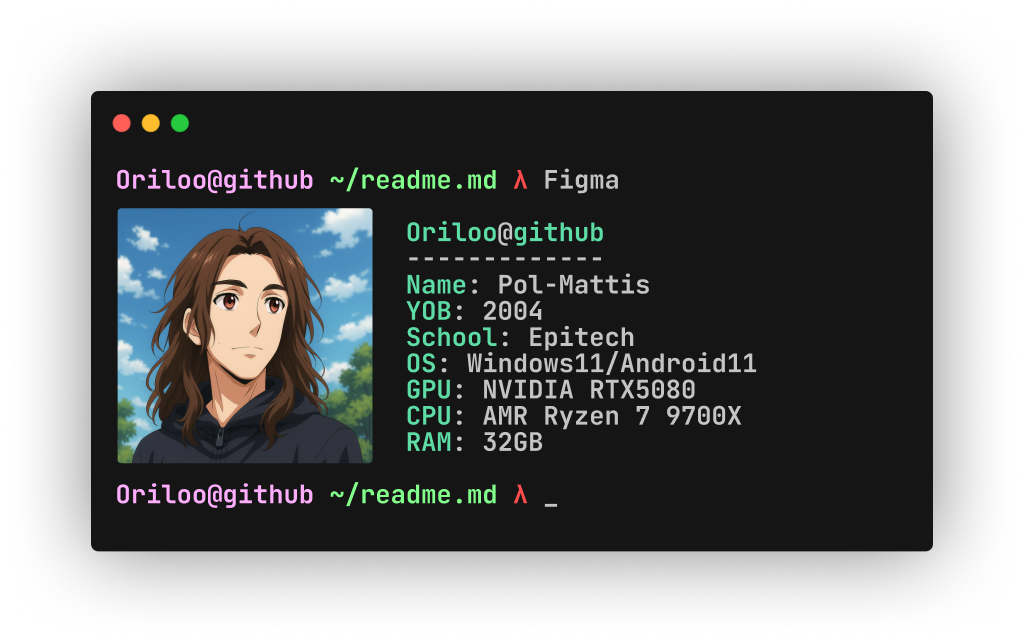 Oriloo@github ~/readme.md λ Figma
Oriloo@github
-------------
Name: Pol-Mattis
YOB: 2004
School: Epitech
OS: Windows11/Android11
GPU: NVIDIA RTX5080
CPU: AMR Ryzen 7 9700X
RAM: 32GB
Oriloo@github ~/readme.md λ _